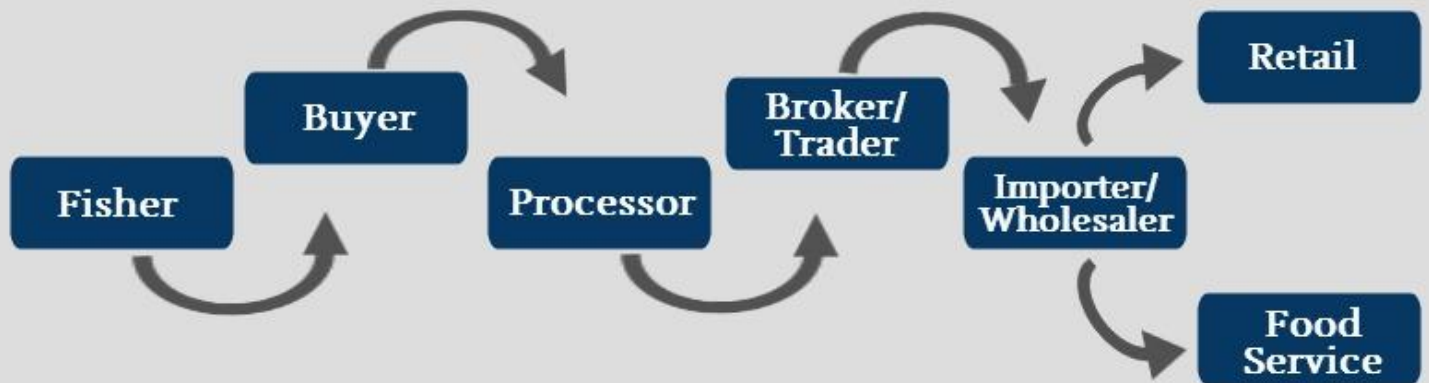 Fisher
Buyer
Processor
Broker/
Trader
Importer/
Wholesaler
Retail
Food
Service